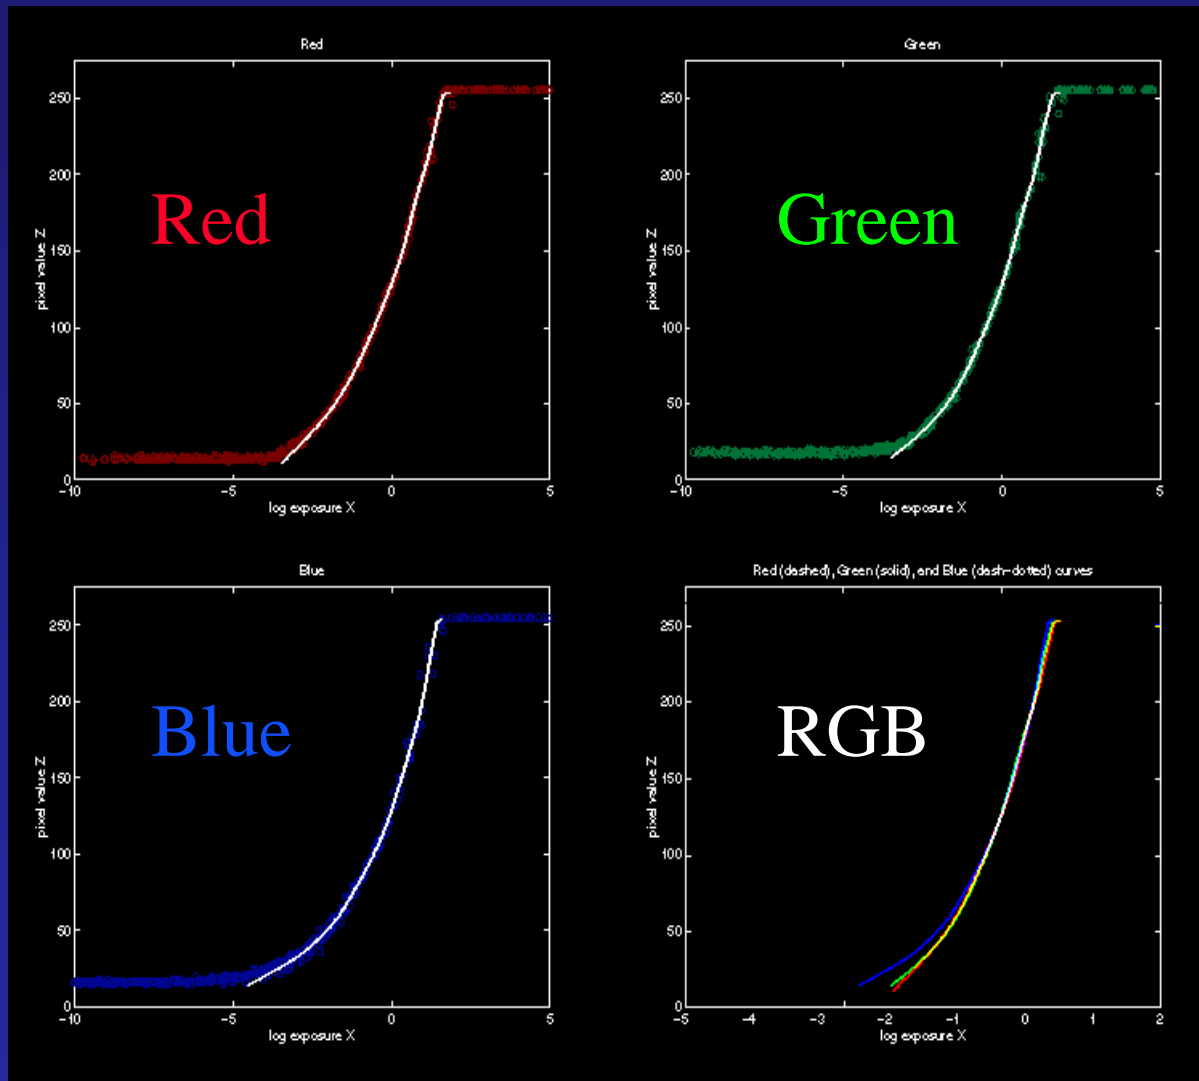 Red
250
200
150
100
50
0
pixel value Z
Red
-10
-5
0
5
log exposure X
Green
250
200
150
100
50
0
pixel value Z
Green
-10
-5
0
5
log exposure X
Blue
250
200
150
100
50
0
pixel value Z
Blue
-10
-5
0
5
log exposure X
Red (dashed), Green (solid), and Blue (dash-dotted) curves
250
200
150
100
50
0
pixel value Z
RGB
-5
-4
-3
-2
-1
0
1
2
log exposure X